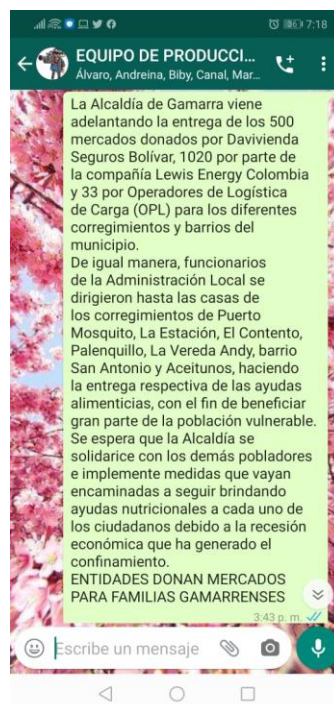 7:18
EQUIPO DE PRODUCCI...
Álvaro, Andreina, Biby, Canal, Mar...
La Alcaldía de Gamarra viene
adelantando la entrega de los 500
mercados donados por Davivienda
Seguros Bolívar, 1020 por parte de
la compañía Lewis Energy Colombia
y 33 por Operadores de Logística
de Carga (OPL) para los diferentes
corregimientos y barrios del
municipio.
De igual manera, funcionarios
de la Administración Local se
dirigieron hasta las casas de
los corregimientos de Puerto
Mosquito, La Estación, El Contento,
Palenquillo, La Vereda Andy, barrio
San Antonio y Aceitunos, haciendo
la entrega respectiva de las ayudas
alimenticias, con el fin de beneficiar
gran parte de la población vulnerable.
Se espera que la Alcaldía se
solidarice con los demás pobladores
e implemente medidas que vayan
encaminadas a seguir brindando
ayudas nutricionales a cada uno de
los ciudadanos debido a la recesión
económica que ha generado el
confinamiento.
ENTIDADES DONAN MERCADOS
PARA FAMILIAS GAMARRENSES
3:43 p. m.
Escribe un mensaje